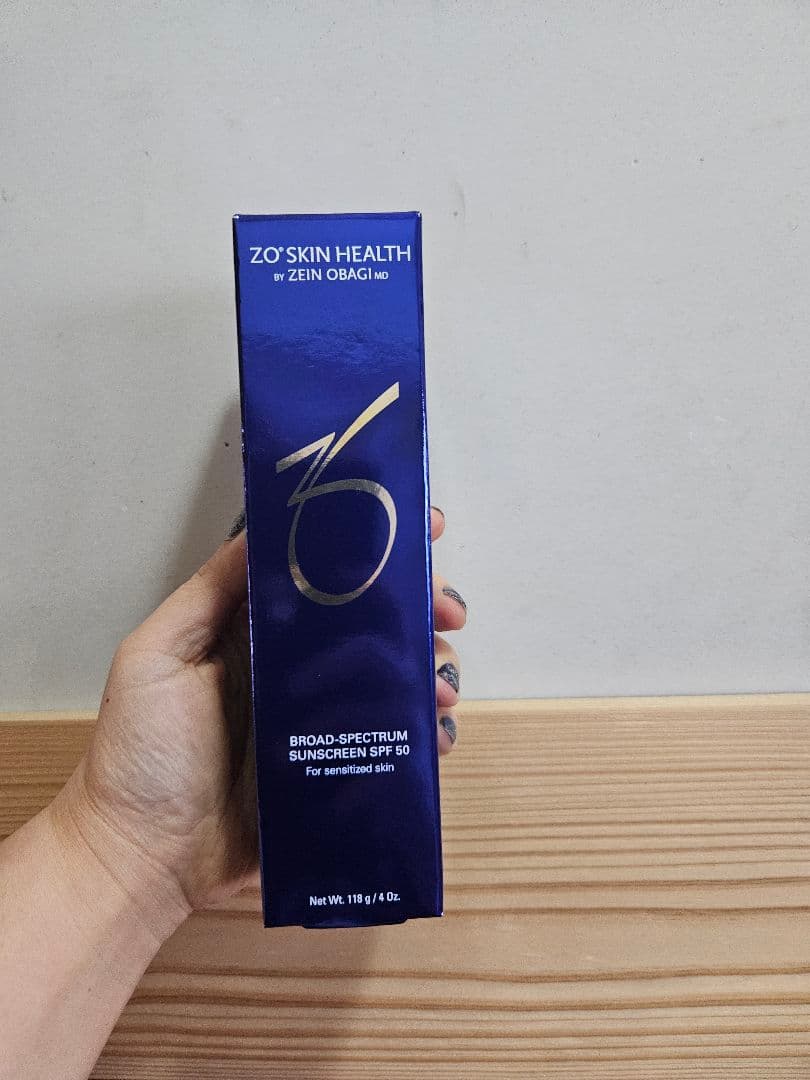 ZO® SKIN HEALTH
BY ZEIN OBAGI MD
BROAD-SPECTRUM
SUNSCREEN SPF 50
For sensitized skin
Net Wt. 118 g / 4 Oz.